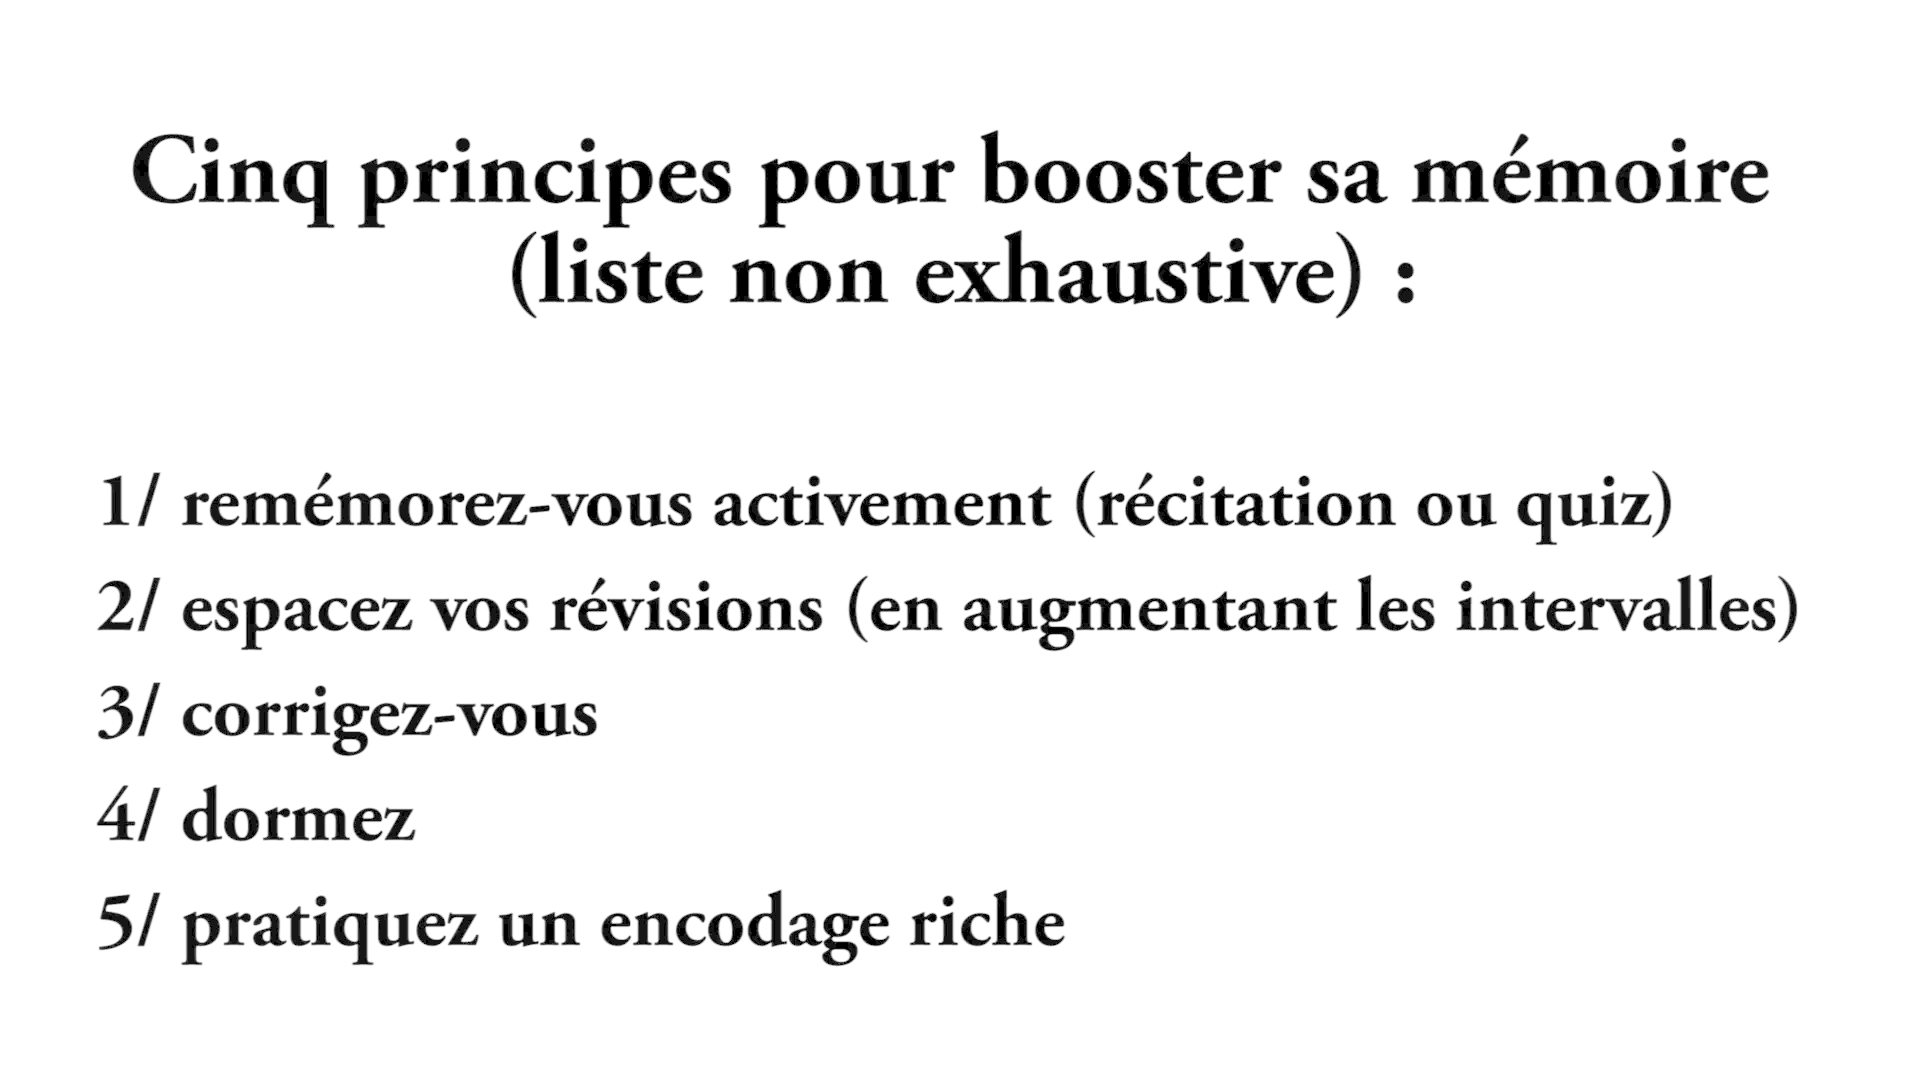 Cinq principes pour booster sa mémoire
(liste non exhaustive) :
1/ remémorez-vous activement (récitation ou quiz)
2/ espacez vos révisions (en augmentant les intervalles)
3/ corrigez-vous
4/ dormez
5/ pratiquez un encodage riche